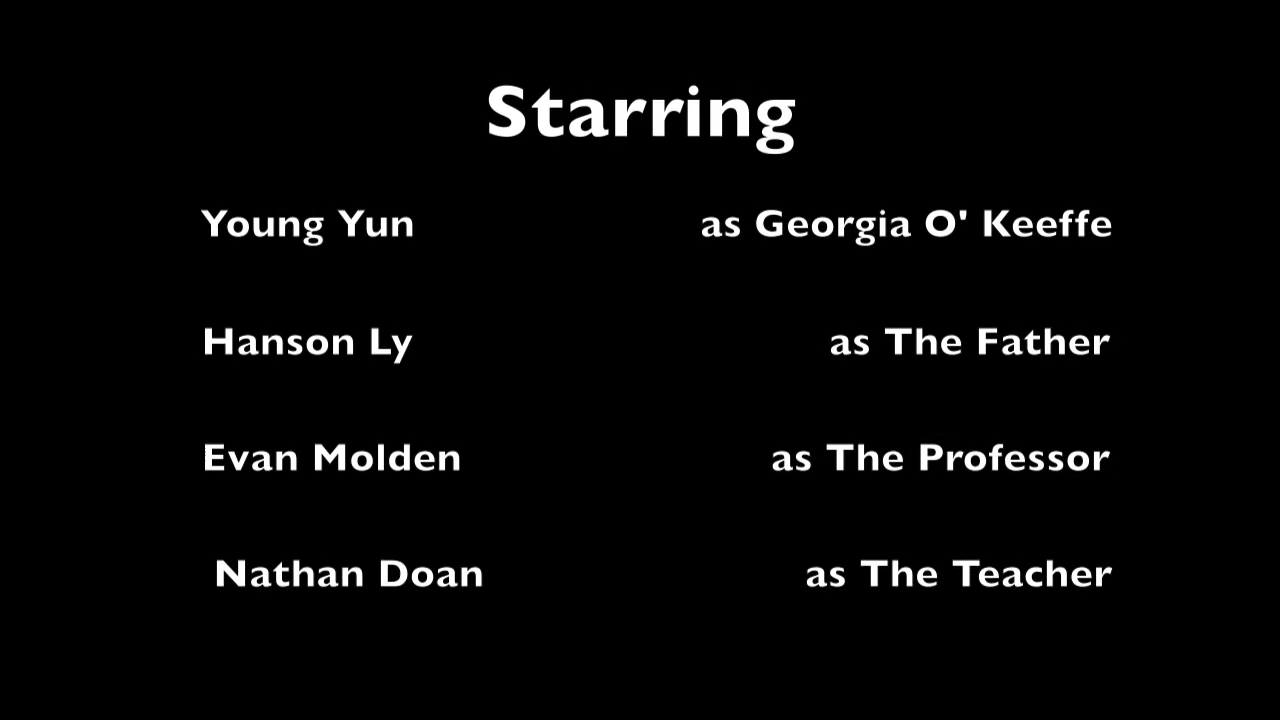 Starring
Young Yun as Georgia O' Keeffe
Hanson Ly as The Father
Evan Molden as The Professor
Nathan Doan as The Teacher